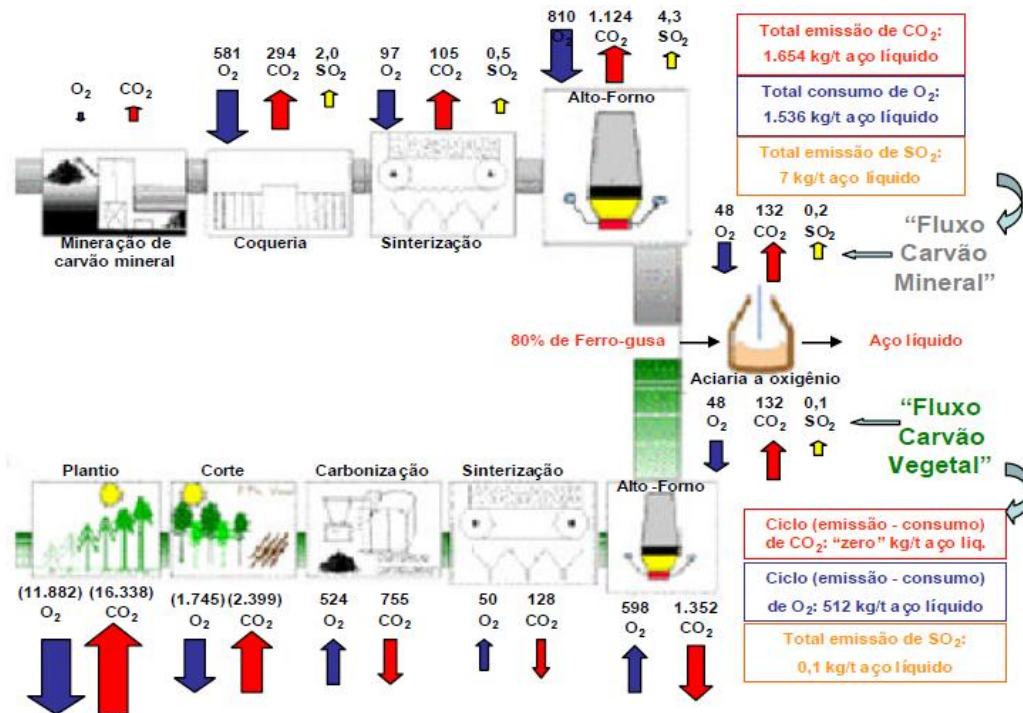 581 294 2,0
O₂ CO₂ SO₂
97 105 0,5
O₂ CO₂ SO₂
810 1.124 4,3
O₂ CO₂ SO₂
O₂ CO₂
Alto-Forno
Mineração de
carvão mineral
Coqueria
Sinterização
Total emissão de CO₂:
1.654 kg/t aço líquido
Total consumo de O₂:
1.536 kg/t aço líquido
Total emissão de SO₂:
7 kg/t aço líquido
48 132 0,2
O₂ CO₂ SO₂
“Fluxo
Carvão
Mineral”
80% de Ferro-gusa
Aço líquido
Aciaria a oxigênio
48 132 0,1
O₂ CO₂ SO₂
“Fluxo
Carvão
Vegetal”
Plantio
Corte
Carbonização
Sinterização
Alto -Forno
(11.882) (16.338)
O₂ CO₂
(1.745) (2.399)
O₂ CO₂
524 755
O₂ CO₂
50 128
O₂ CO₂
598 1.352
O₂ CO₂
Ciclo (emissão - consumo)
de CO₂: “zero” kg/t aço liq.
Ciclo (emissão - consumo)
de O₂: 512 kg/t aço líquido
Total emissão de SO₂:
0,1 kg/t aço líquido